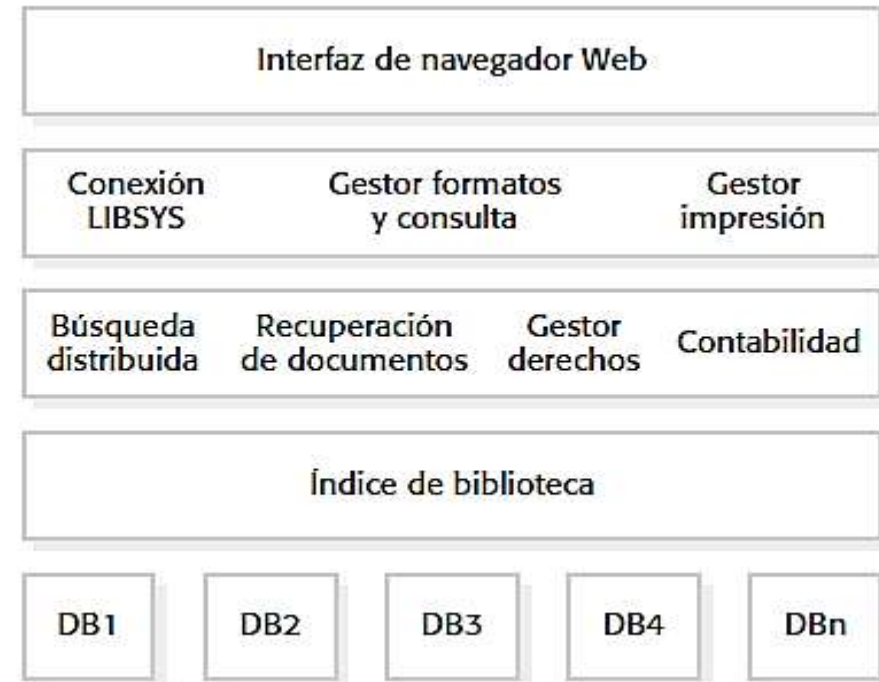 Interfaz de navegador Web
Conexión
LIBSYS
Gestor formatos
y consulta
Gestor
impresión
Búsqueda
distribuida
Recuperación
de documentos
Gestor
derechos
Contabilidad
Índice de biblioteca
DB1
DB2
DB3
DB4
DBn